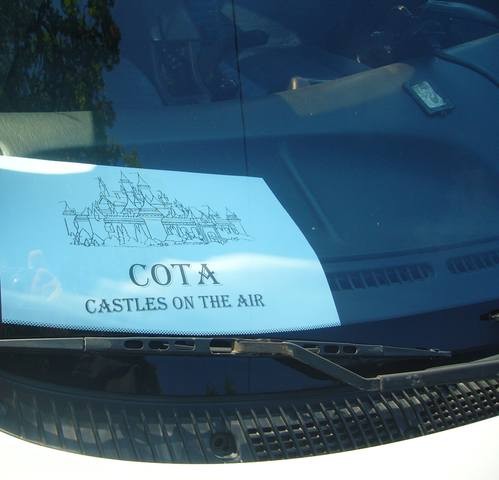 COTA
CASTLES ON THE AIR